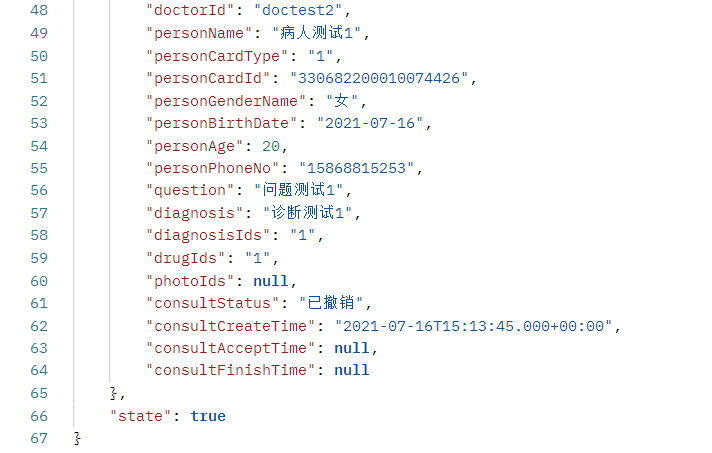 48 "doctorId": "doctest2",
49 "personName": "病人测试1",
50 "personCardType": "1",
51 "personCardId": "330682200010074426",
52 "personGenderName": "女",
53 "personBirthDate": "2021-07-16",
54 "personAge": 20,
55 "personPhoneNo": "15868815253",
56 "question": "问题测试1",
57 "diagnosis": "诊断测试1",
58 "diagnosisIds": "1",
59 "drugIds": "1",
60 "photoIds": null,
61 "consultStatus": "已撤销",
62 "consultCreateTime": "2021-07-16T15:13:45.000+00:00",
63 "consultAcceptTime": null,
64 "consultFinishTime": null
65 },
66 "state": true
67 }